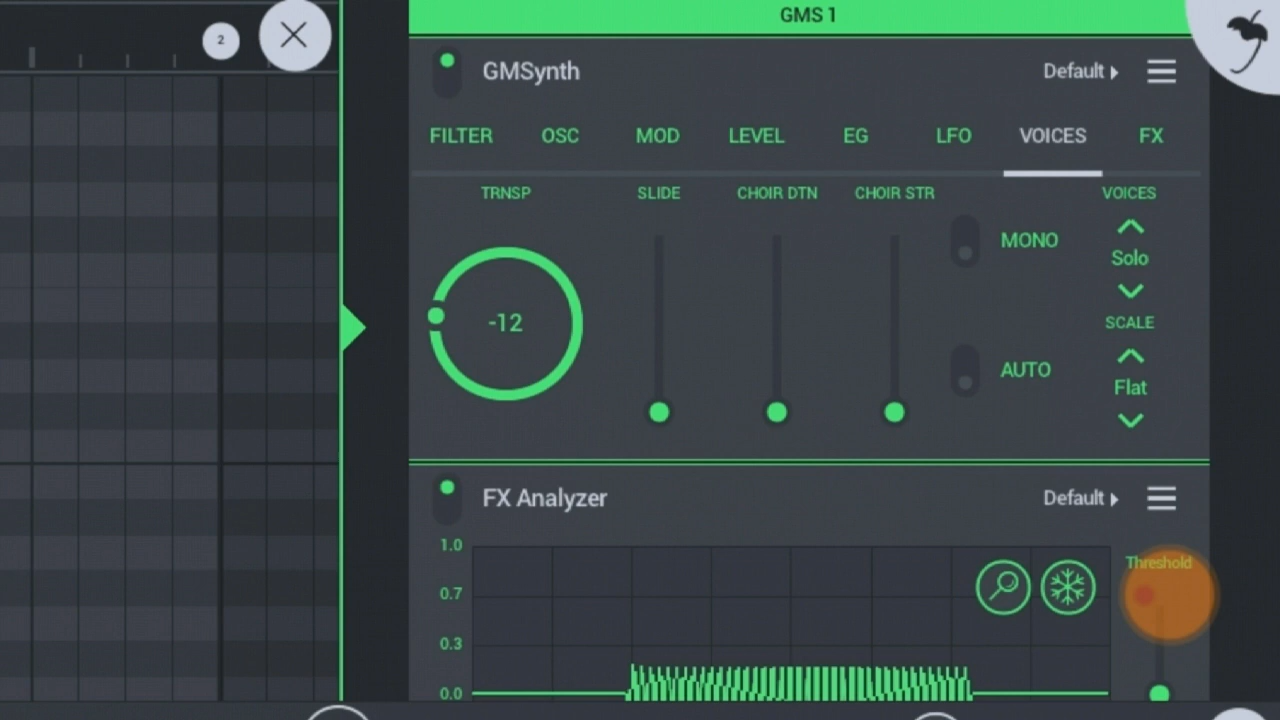 GMS 1
2
GMSynth
Default
FILTER OSC MOD LEVEL EG LFO VOICES FX
TRNSP SLIDE CHOIR DTN CHOIR STR VOICES
MONO
Solo
-12
SCALE
AUTO
Flat
FX Analyzer
Default
1.0
Threshold
0.7
0.3
0.0